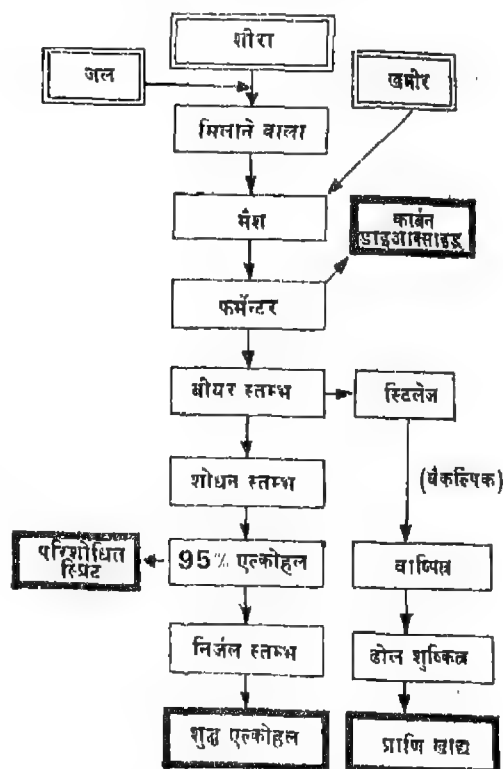 शीरा
जल
खमीर
मिलाने वाला
मैश
कार्बन
डाइआक्साइड्
फर्मेन्टर
बीयर स्तम्भ
स्टिलेज
(वैकल्पिक)
शोधन स्तम्भ
परिशोधित
स्प्रिट
95% एल्कोहल
वाष्पित्र
निर्जल स्तम्भ
ढोल शुष्कित्र
शुद्ध एल्कोहल
प्राणि खाद्य